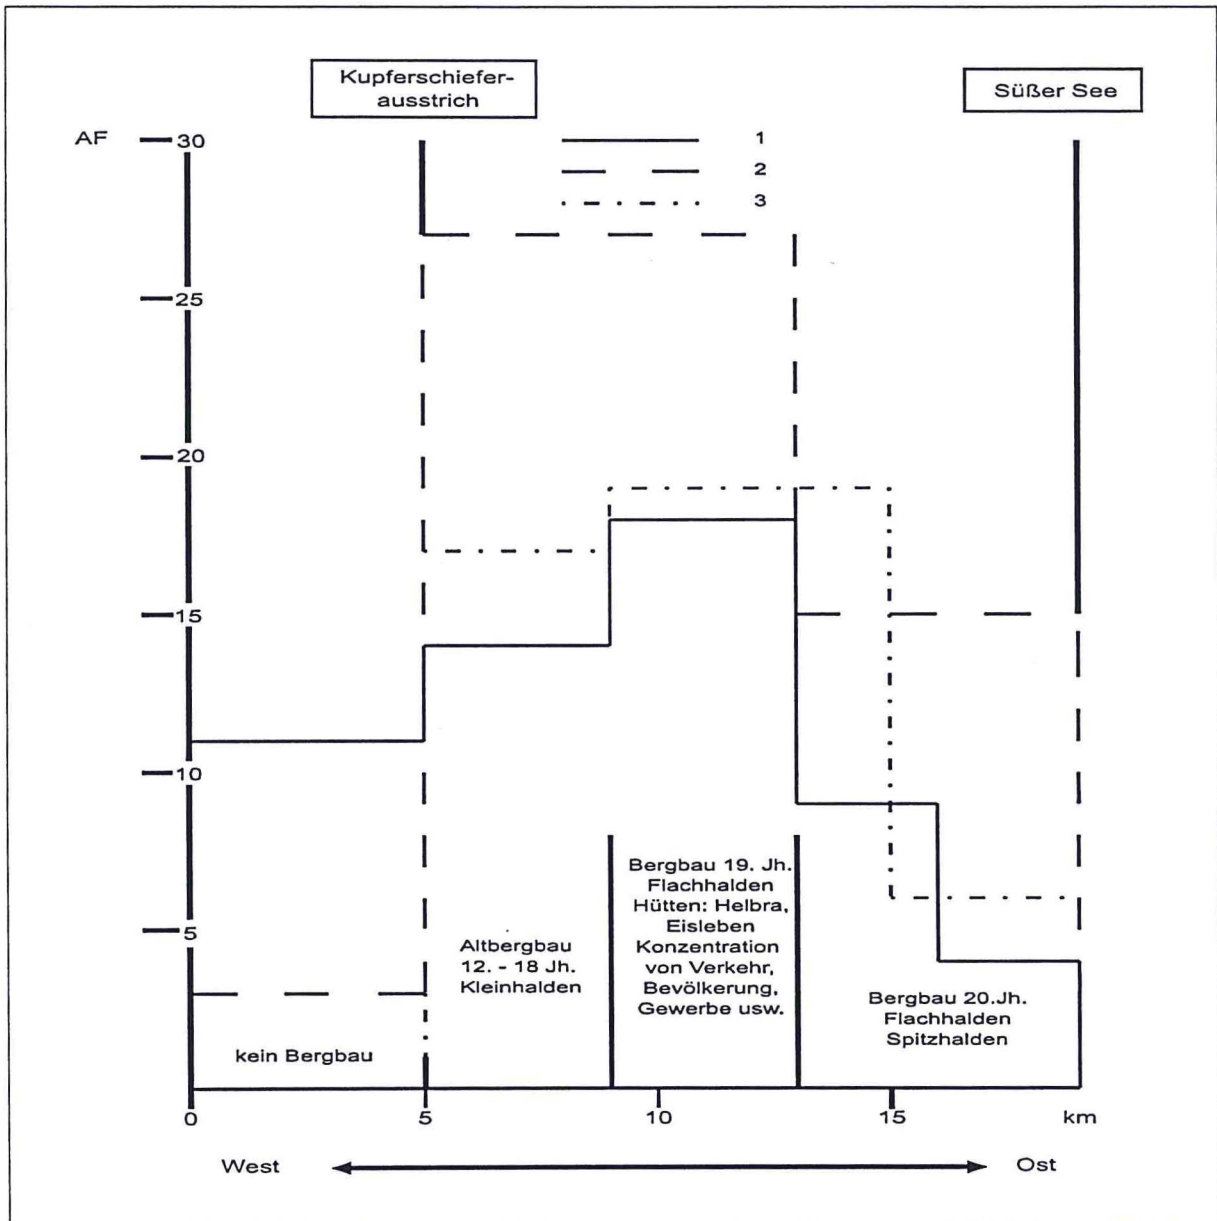 Kupferschiefer-
ausstrich
Süßer See
AF
30
1
2
3
25
20
15
10
5
kein Bergbau
Altbergbau
12. - 18 Jh.
Kleinhalden
Bergbau 19. Jh.
Flachhalden
Hütten: Helbra,
Eisleben
Konzentration
von Verkehr,
Bevölkerung,
Gewerbe usw.
Bergbau 20.Jh.
Flachhalden
Spitzhalden
0
5
10
15
km
West
Ost